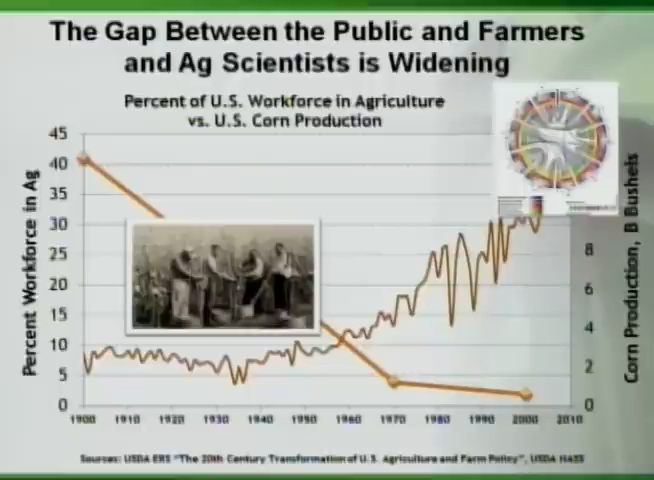 The Gap Between the Public and Farmers
and Ag Scientists is Widening
Percent of U.S. Workforce in Agriculture
vs. U.S. Corn Production
45
40
35
30
25
20
15
10
5
0
Percent Workforce in Ag
8
6
4
2
0
Corn Production, B Bushels
1900 1910 1920 1930 1940 1950 1960 1970 1980 1990 2000 2010
Sources: USDA ERS "The 20th Century Transformation of U.S. Agriculture and Farm Policy", USDA NASS